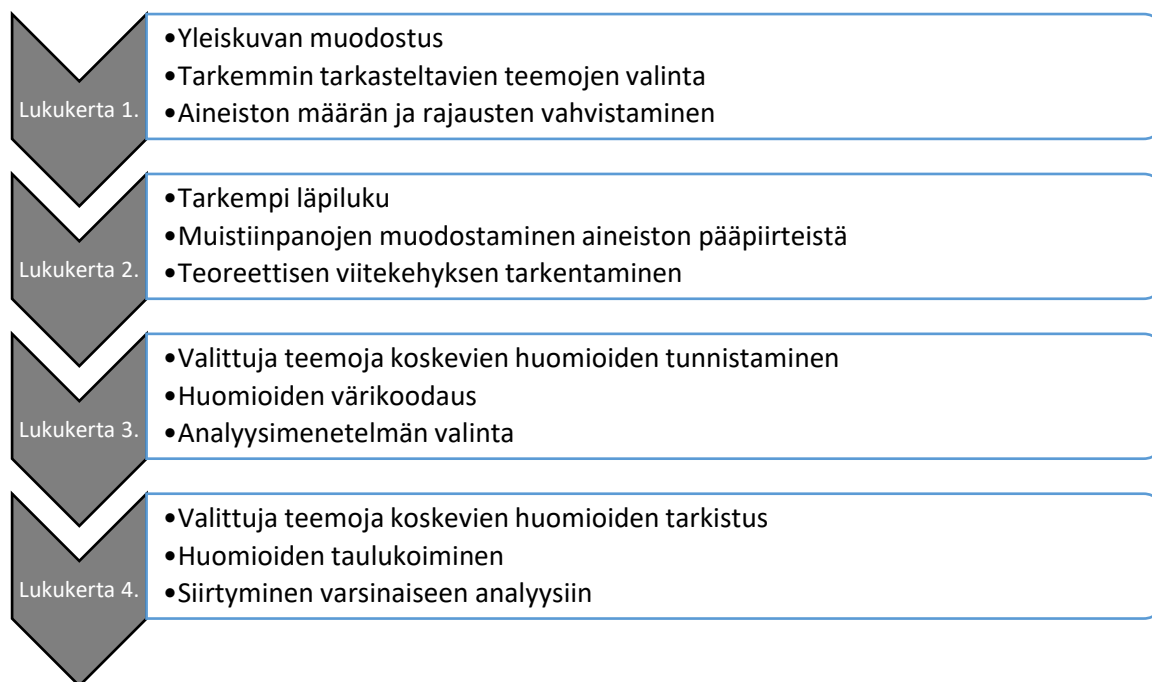 Lukukerta 1.
•Yleiskuvan muodostus
•Tarkemmin tarkasteltavien teemojen valinta
•Aineiston määrän ja rajausten vahvistaminen
Lukukerta 2.
•Tarkempi läpiluku
•Muistiinpanojen muodostaminen aineiston pääpiirteistä
•Teoreettisen viitekehyksen tarkentaminen
Lukukerta 3.
•Valittuja teemoja koskevien huomioiden tunnistaminen
•Huomioiden värikoodaus
•Analyysimenetelmän valinta
Lukukerta 4.
•Valittuja teemoja koskevien huomioiden tarkistus
•Huomioiden taulukoiminen
•Siirtyminen varsinaiseen analyysiin